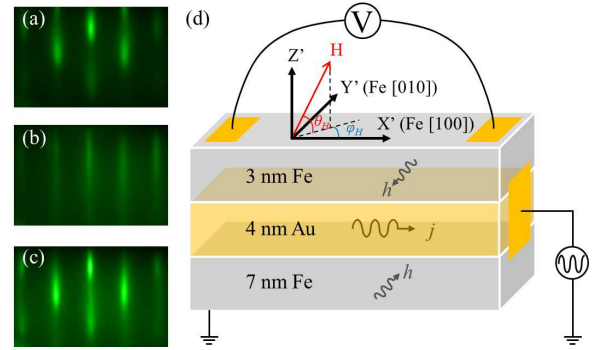 (a)
(b)
(c)
(d)
V
Z'
H
Y' (Fe [010])
θH
φH
X' (Fe [100])
3 nm Fe
h
4 nm Au
j
7 nm Fe
h